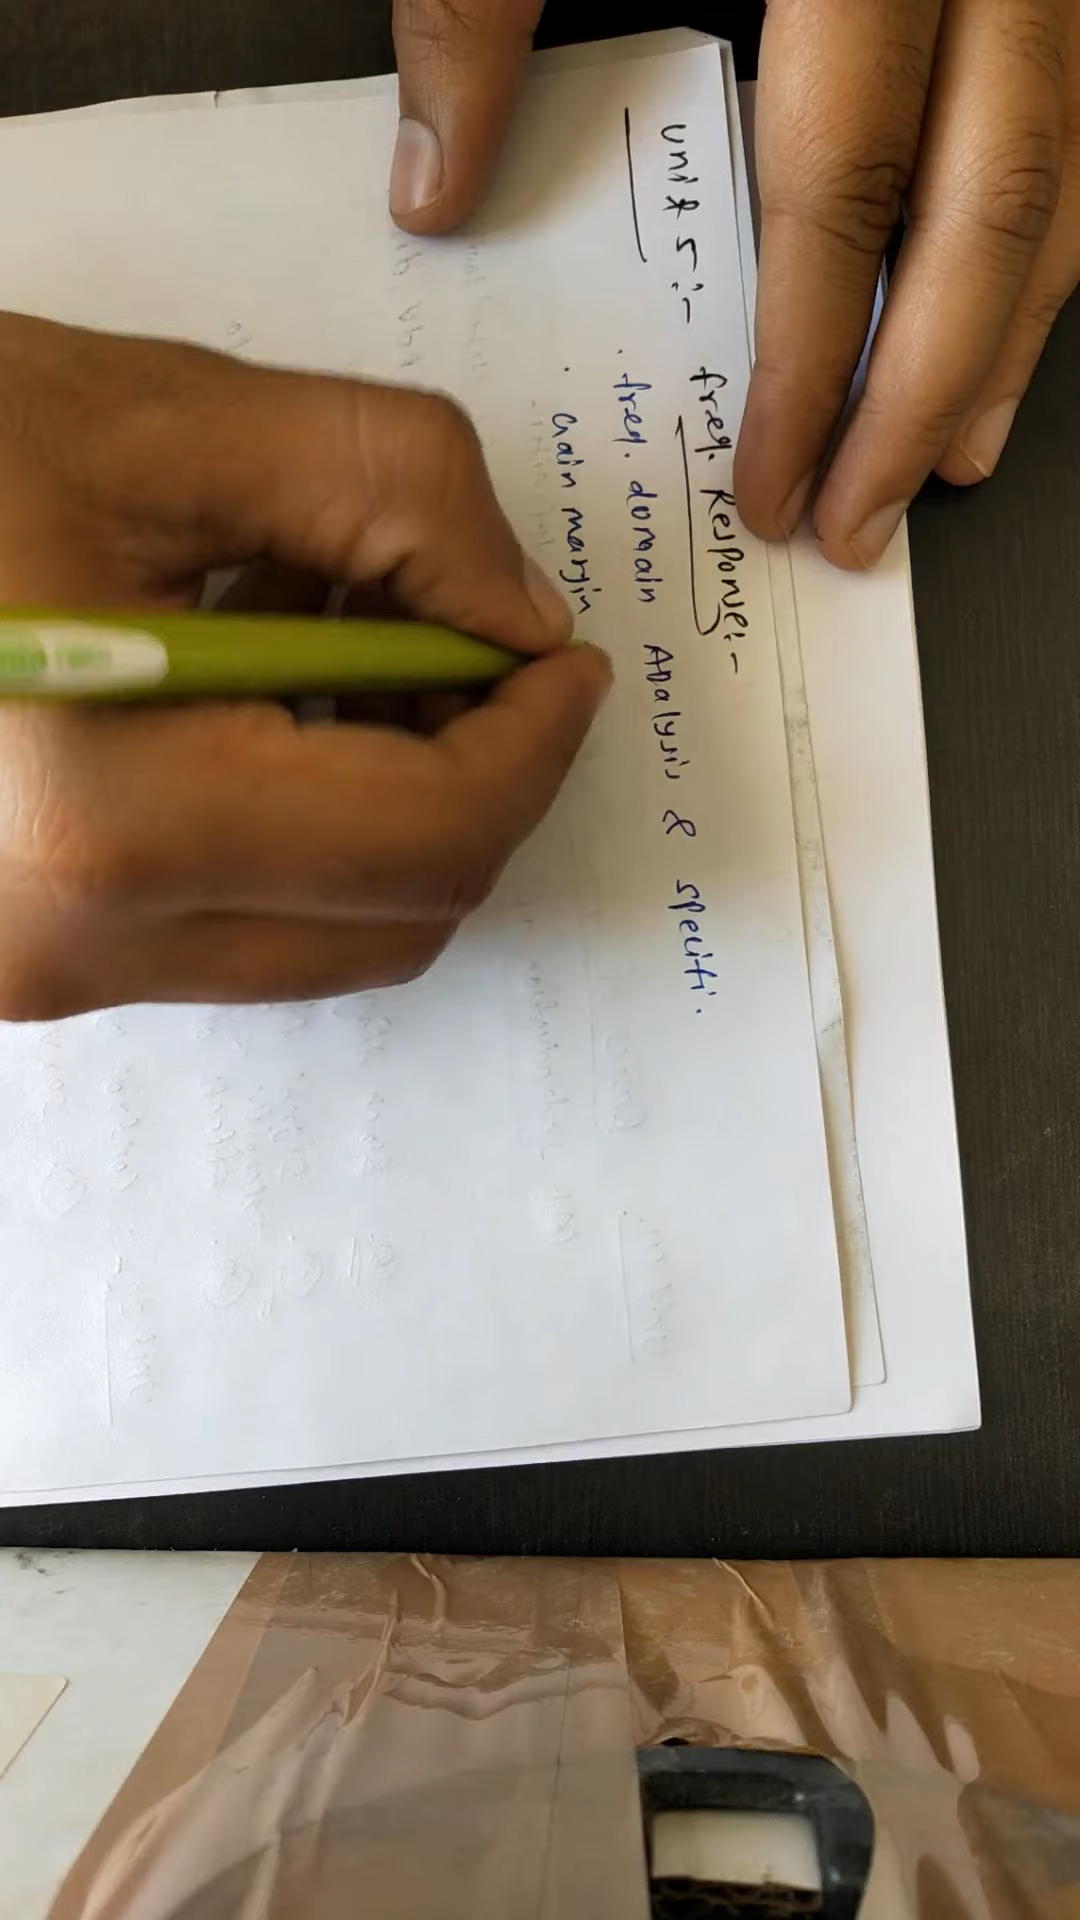 Unit 5:- freq. Response:-
. freq. domain Analysis & specifi.
. Gain margin